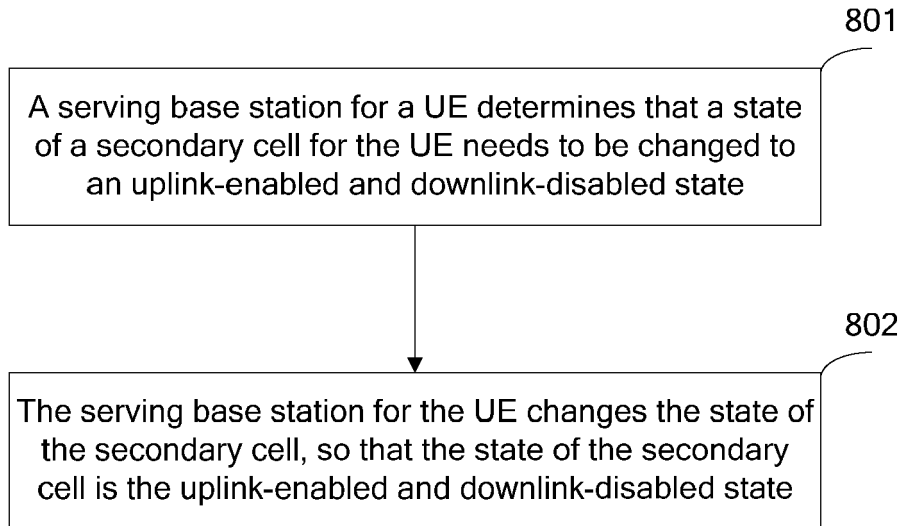 801
A serving base station for a UE determines that a state
of a secondary cell for the UE needs to be changed to
an uplink-enabled and downlink-disabled state
802
The serving base station for the UE changes the state of
the secondary cell, so that the state of the secondary
cell is the uplink-enabled and downlink-disabled state